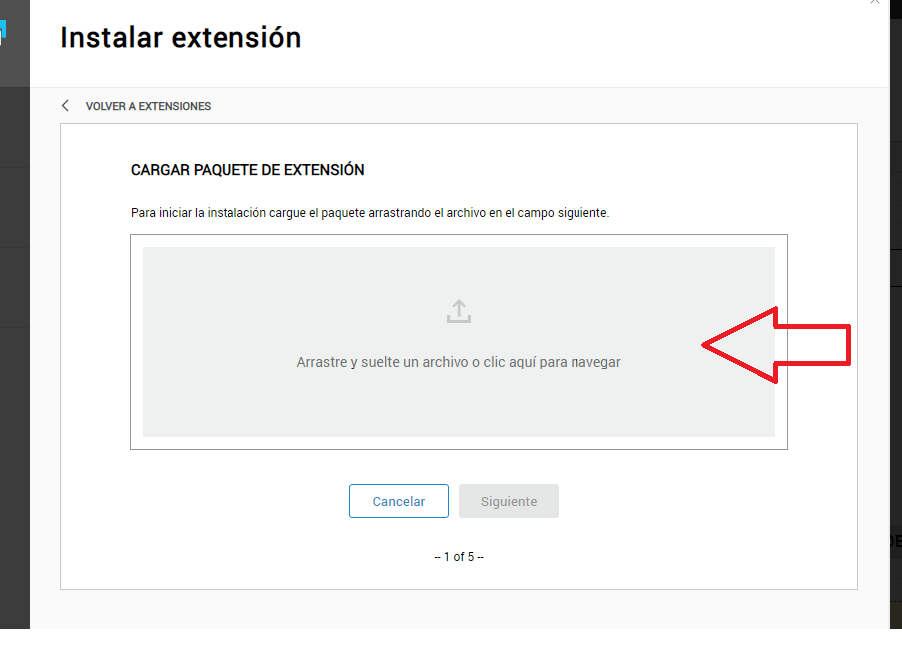 Instalar extensión
VOLVER A EXTENSIONES
CARGAR PAQUETE DE EXTENSIÓN
Para iniciar la instalación cargue el paquete arrastrando el archivo en el campo siguiente.
Arrastre y suelte un archivo o clic aquí para navegar
Cancelar
Siguiente
-- 1 of 5 --